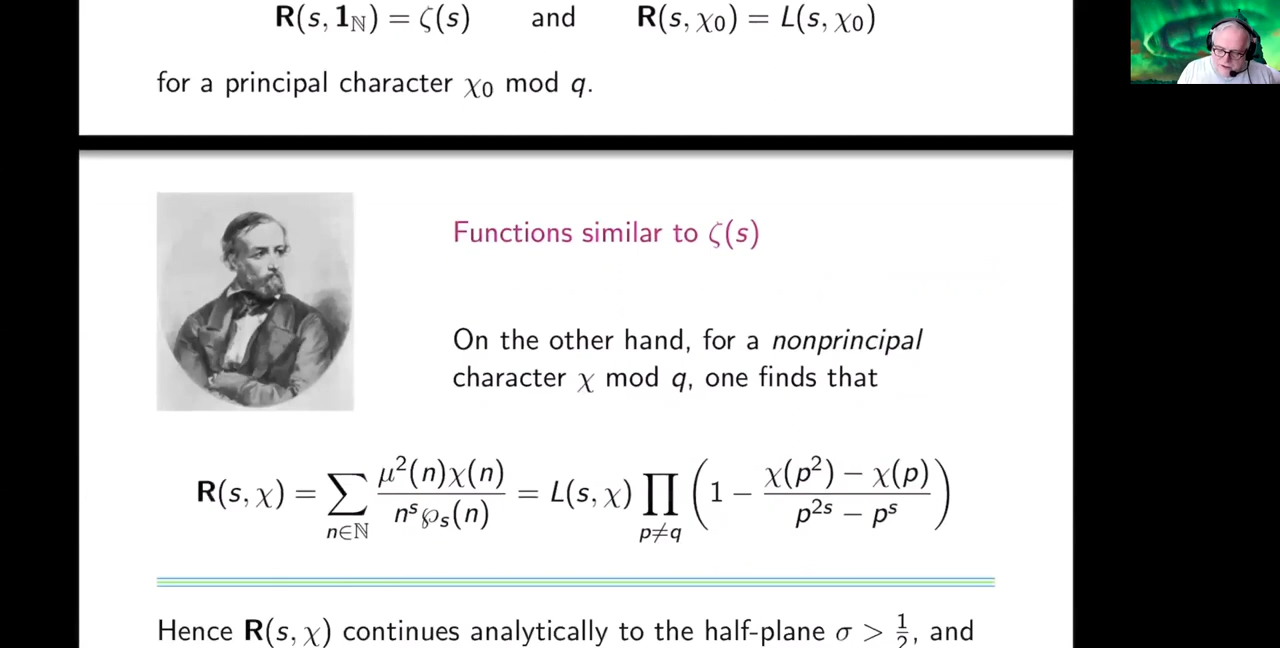 R(s, 1_ℕ) = ζ(s) and R(s, χ₀) = L(s, χ₀)
for a principal character χ₀ mod q.
Functions similar to ζ(s)
On the other hand, for a nonprincipal
character χ mod q, one finds that
R(s, χ) = ∑_{n∈ℕ} μ²(n)χ(n) / n^s ℘_s(n) = L(s, χ) ∏_{p≠q} (1 − (χ(p²) − χ(p)) / (p^{2s} − p^s))
Hence R(s, χ) continues analytically to the half-plane σ > 1/2, and